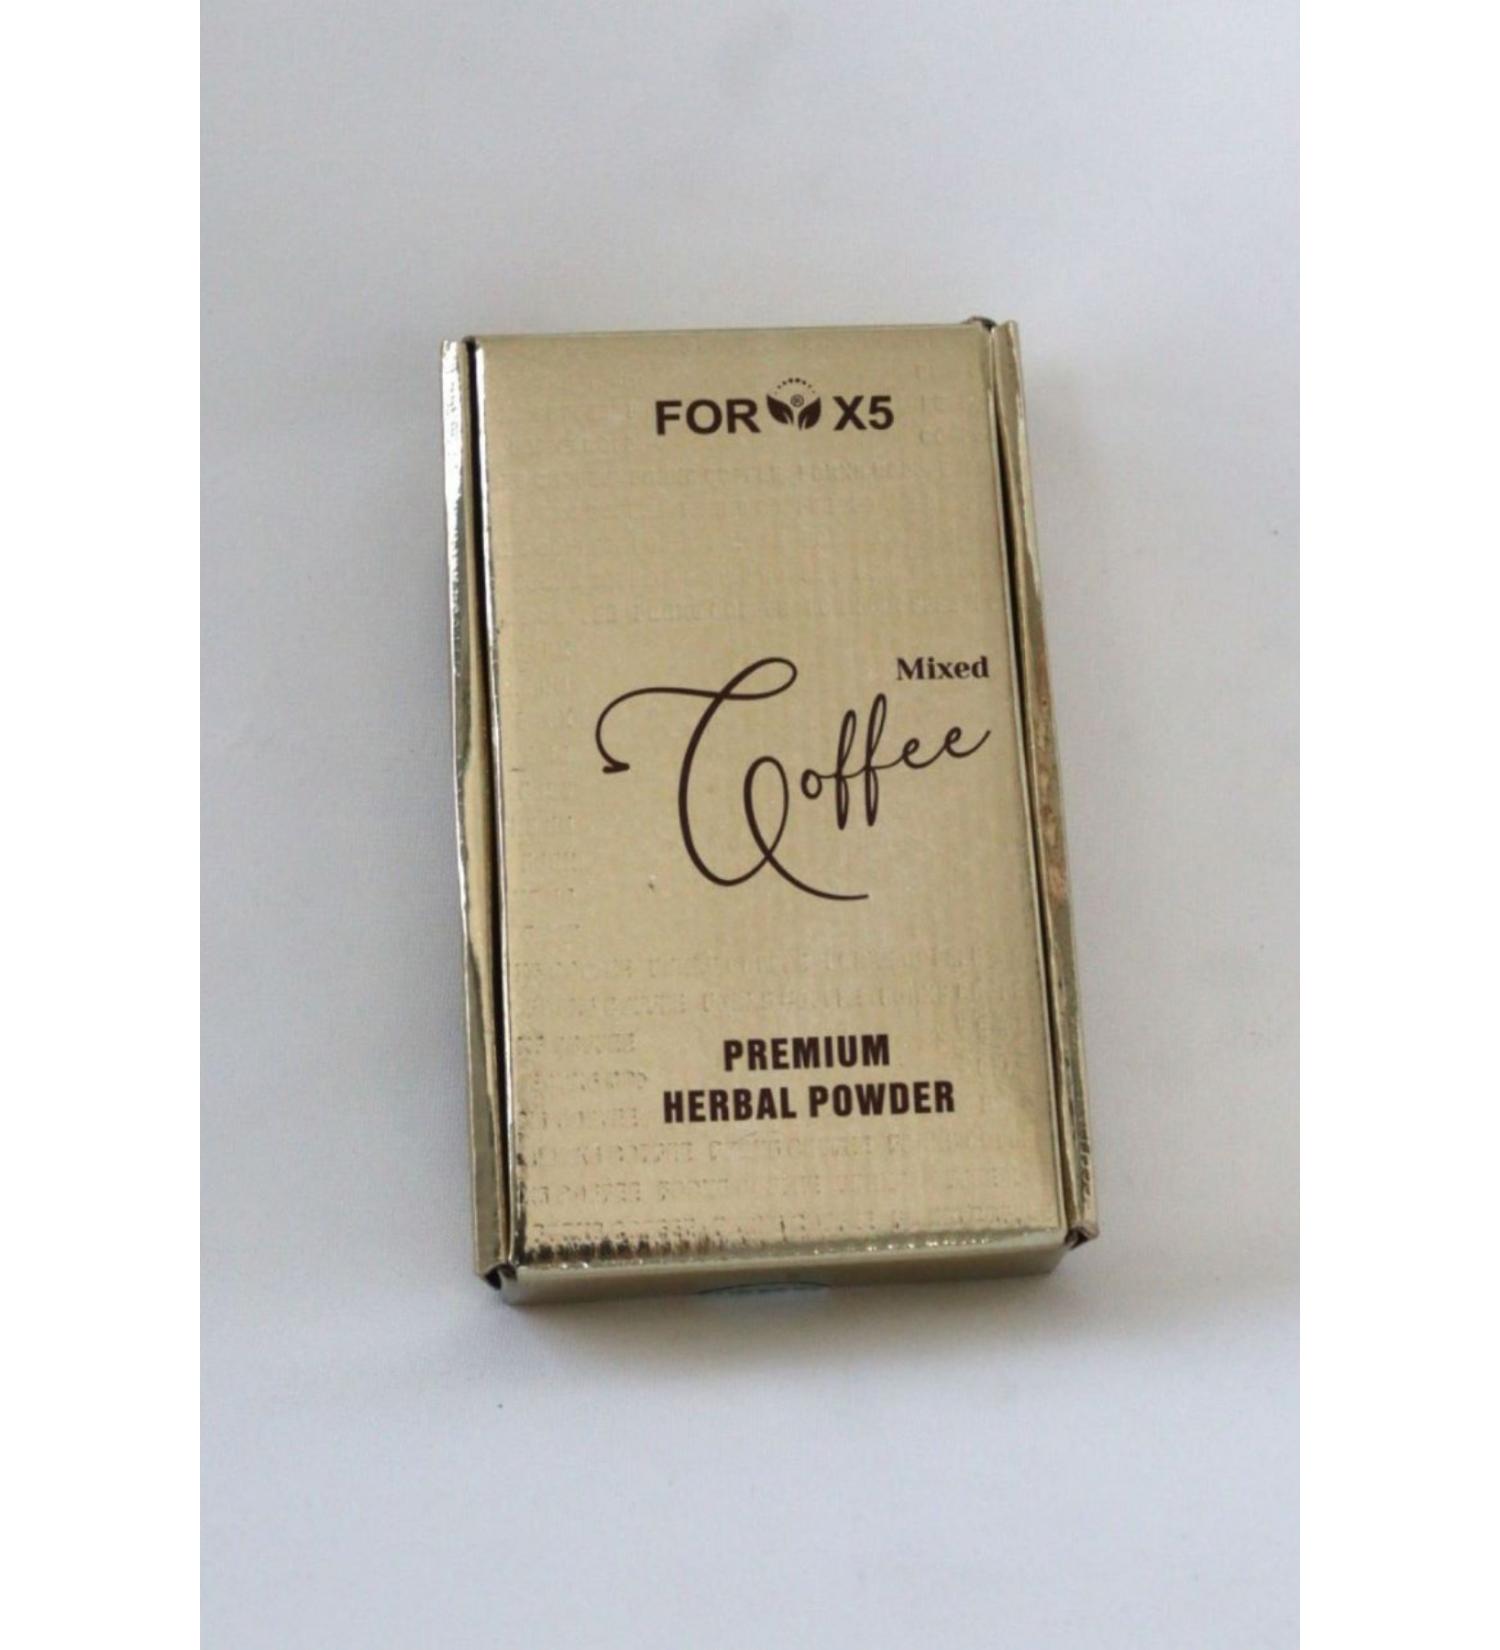 FOR X5
Mixed
Coffee
PREMIUM
HERBAL POWDER